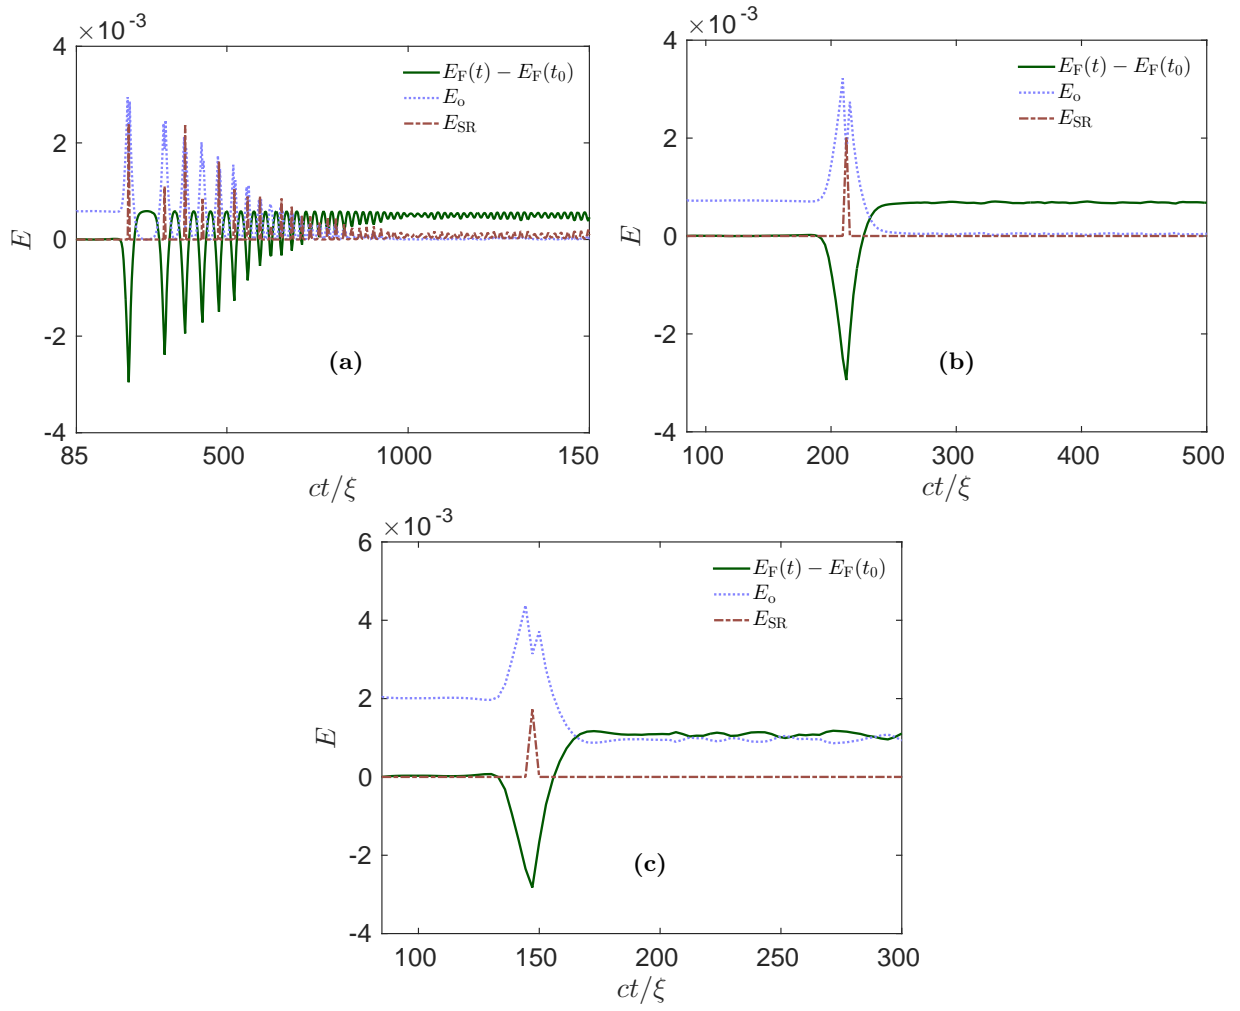 ×10 -3
4
2
0
-2
-4
E
E_F(t) − E_F(t_0)
E_o
E_SR
(a)
85 500 1000 150
ct/ξ
×10 -3
4
2
0
-2
-4
E
E_F(t) − E_F(t_0)
E_o
E_SR
(b)
100 200 300 400 500
ct/ξ
×10 -3
6
4
2
0
-2
-4
E
E_F(t) − E_F(t_0)
E_o
E_SR
(c)
100 150 200 250 300
ct/ξ